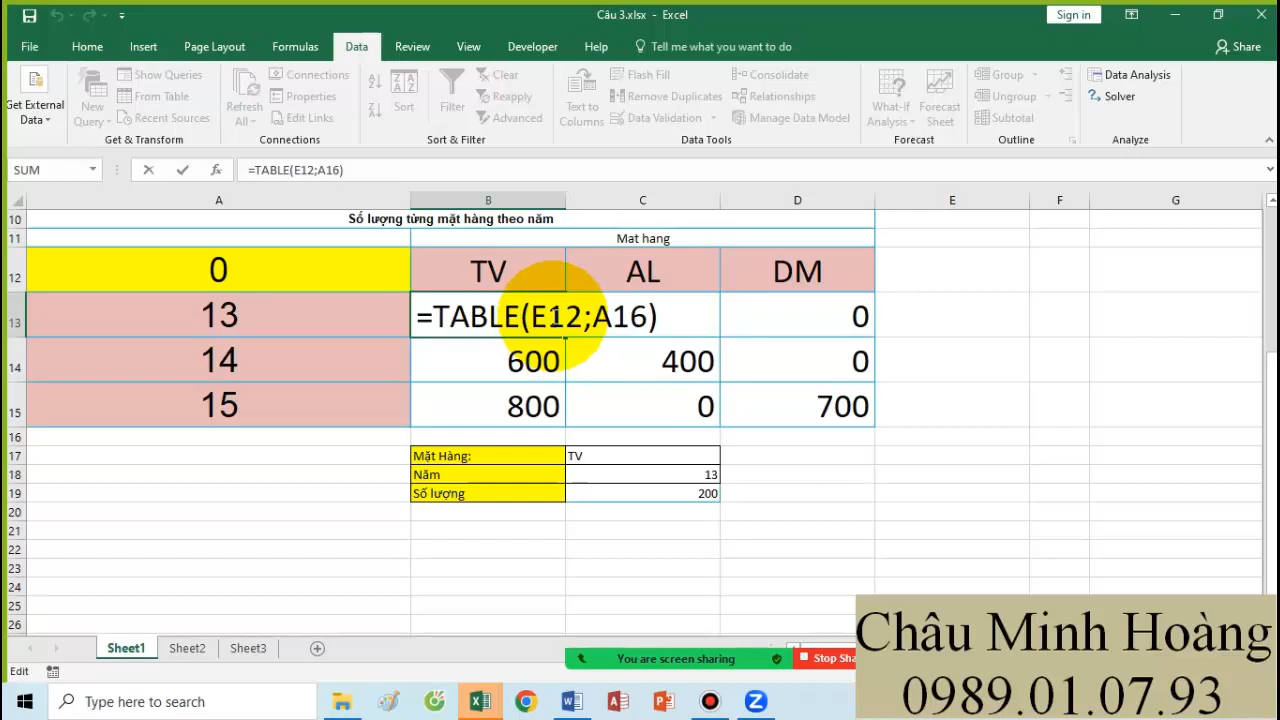 Câu 3.xlsx - Excel
Sign in
File Home Insert Page Layout Formulas Data Review View Developer Help Tell me what you want to do Share
Get External Data
New Query
Show Queries
From Table
Recent Sources
Get & Transform
Refresh All
Connections
Properties
Edit Links
Connections
Sort
Filter
Clear
Reapply
Advanced
Sort & Filter
Text to Columns
Flash Fill
Remove Duplicates
Data Validation
Consolidate
Relationships
Manage Data Model
Data Tools
What-If Analysis
Forecast Sheet
Forecast
Group
Ungroup
Subtotal
Outline
Data Analysis
Solver
Analyze
SUM =TABLE(E12;A16)
A B C D E F G
10 Số lượng từng mặt hàng theo năm
11 Mat hang
12 0 TV AL DM
13 13 =TABLE(E12;A16) 0
14 14 600 400 0
15 15 800 0 700
16
17 Mặt Hàng: TV
18 Năm 13
19 Số lượng 200
20
21
22
23
24
25
26
Sheet1 Sheet2 Sheet3
You are screen sharing Stop Sha
Edit
Type here to search
Châu Minh Hoàng
0989.01.07.93